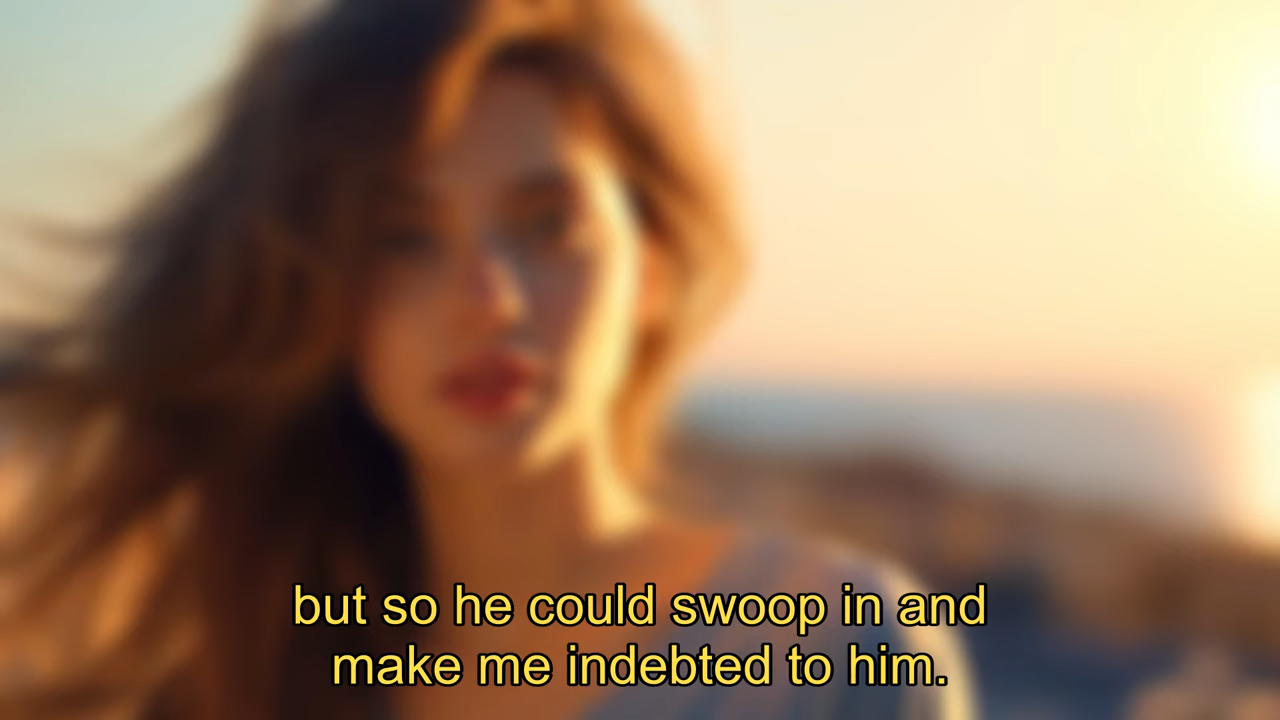 but so he could swoop in and
make me indebted to him.